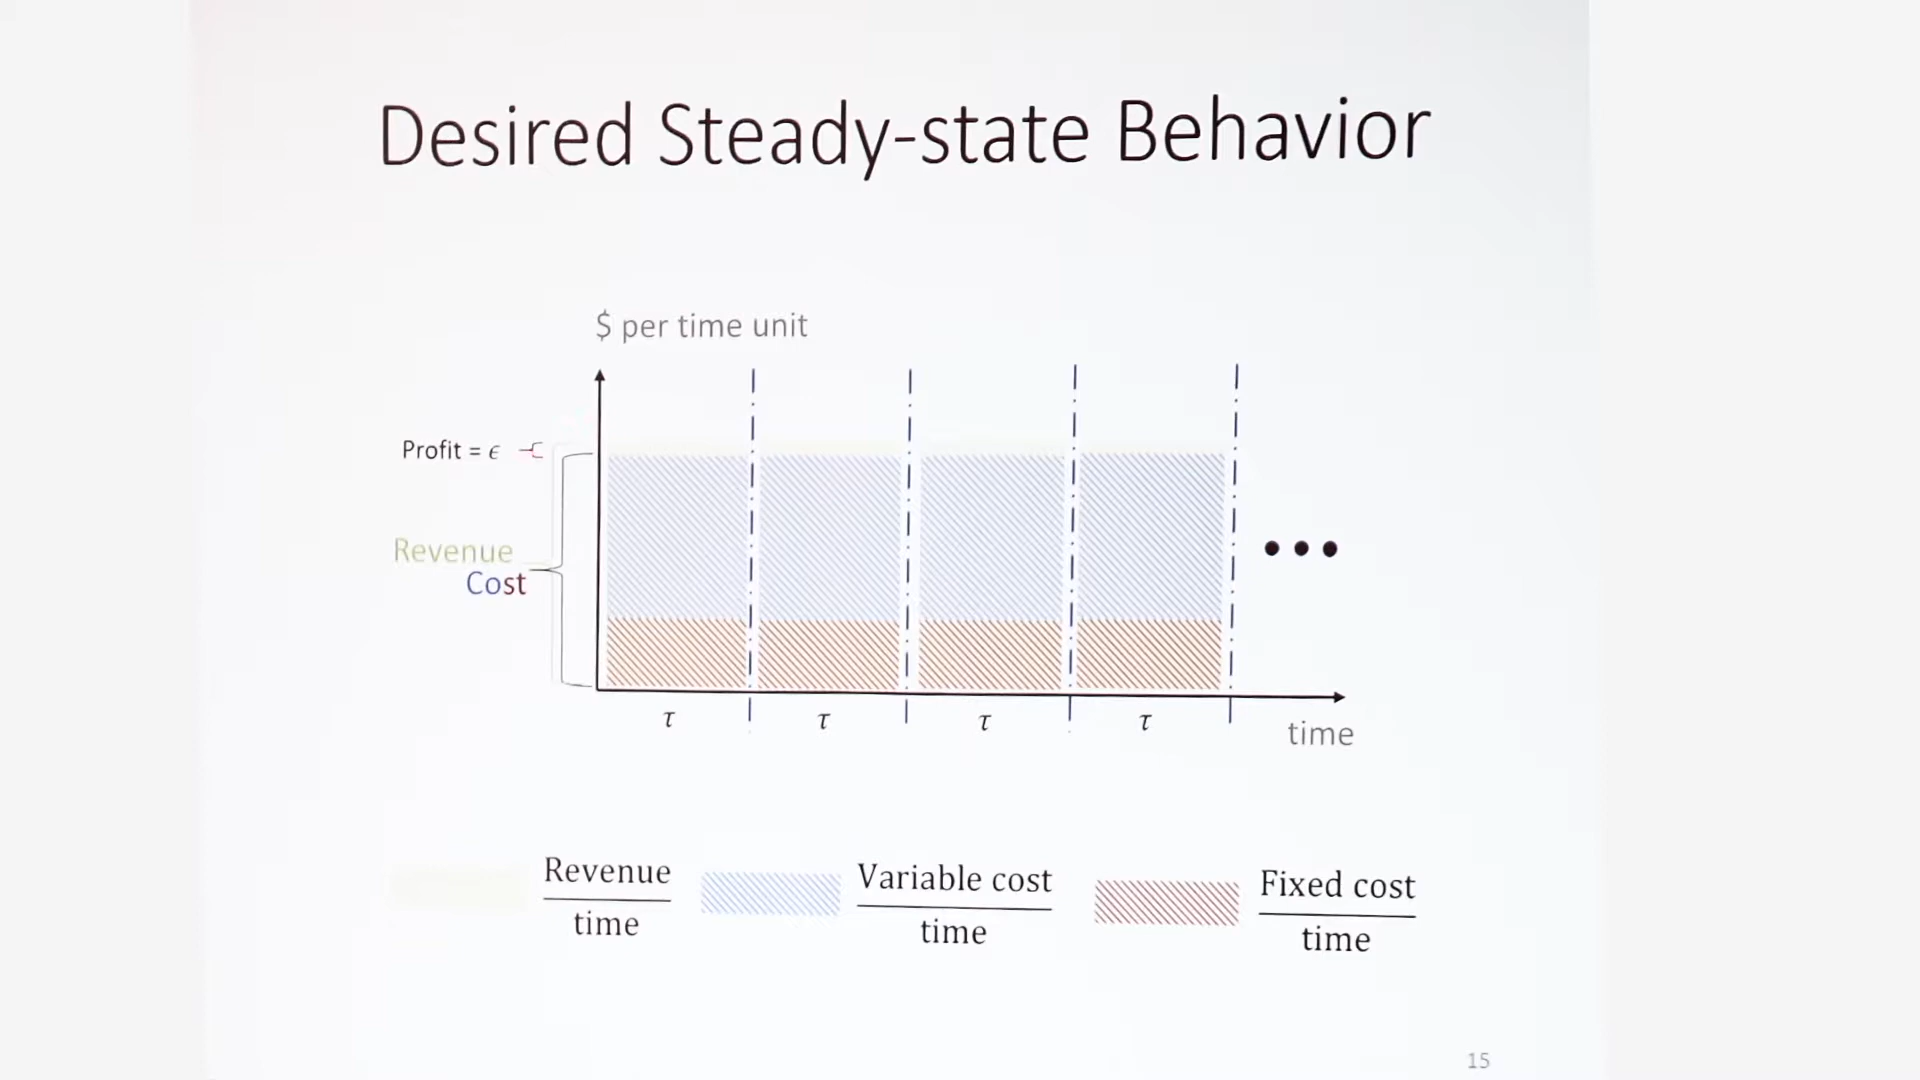 Desired Steady-state Behavior
$ per time unit
Profit = ϵ
Revenue
Cost
τ τ τ τ
time
Revenue
time
Variable cost
time
Fixed cost
time
15